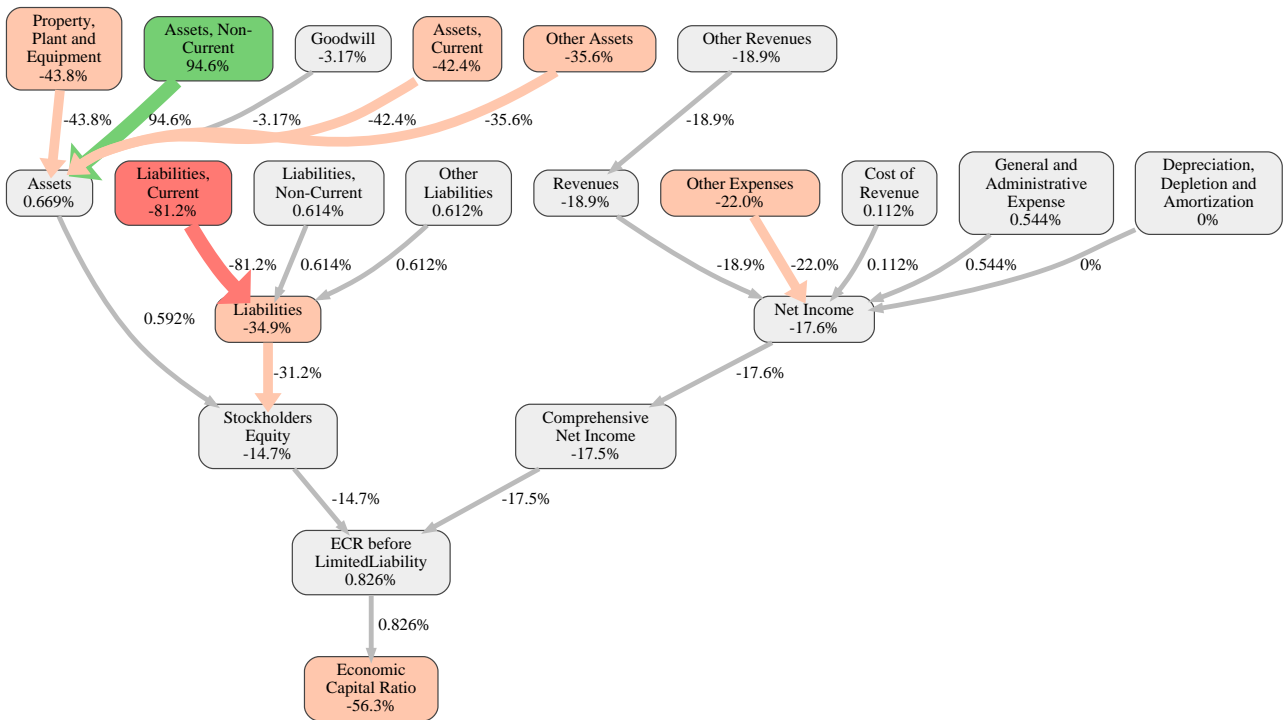 Property,
Plant and
Equipment
-43.8%
Assets, Non-
Current
94.6%
Goodwill
-3.17%
Assets,
Current
-42.4%
Other Assets
-35.6%
Other Revenues
-18.9%
-43.8%
94.6%
-3.17%
-42.4%
-35.6%
-18.9%
Assets
0.669%
Liabilities,
Current
-81.2%
Liabilities,
Non-Current
0.614%
Other
Liabilities
0.612%
Revenues
-18.9%
Other Expenses
-22.0%
Cost of
Revenue
0.112%
General and
Administrative
Expense
0.544%
Depreciation,
Depletion and
Amortization
0%
-81.2%
0.614%
0.612%
-18.9%
-22.0%
0.112%
0.544%
0%
0.592%
Liabilities
-34.9%
Net Income
-17.6%
-31.2%
-17.6%
Stockholders
Equity
-14.7%
Comprehensive
Net Income
-17.5%
-14.7%
-17.5%
ECR before
LimitedLiability
0.826%
0.826%
Economic
Capital Ratio
-56.3%